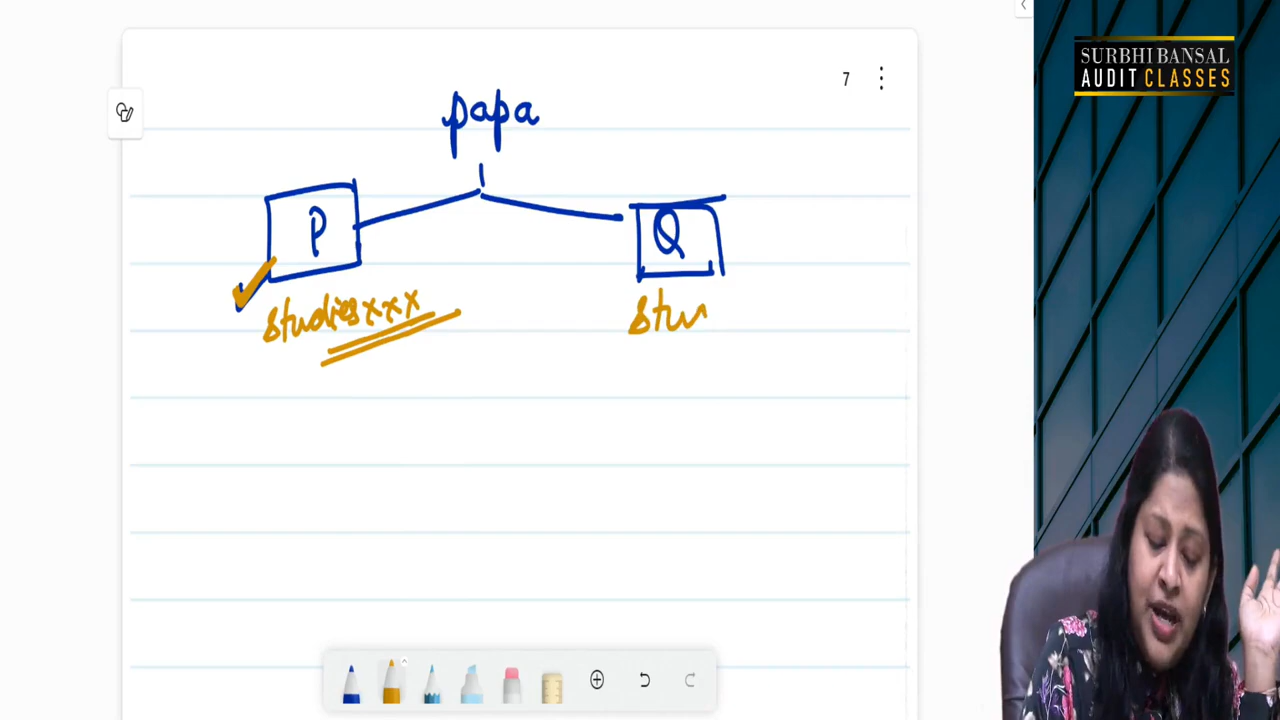 SURBHI BANSAL
AUDIT CLASSES
7
papa
P
Q
studies xxx
Stu